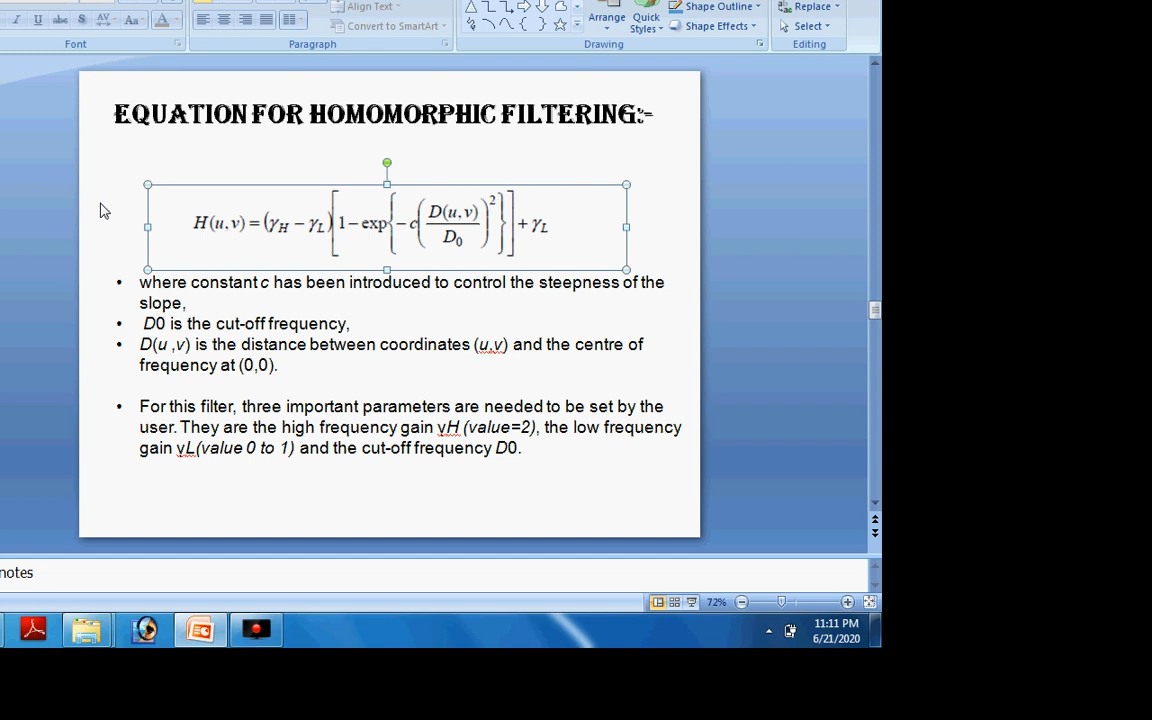 Align Text
Shape Outline
Replace
U abc S AV Aa A
Convert to SmartArt
Arrange Quick Styles
Shape Effects
Select
Font Paragraph Drawing Editing
EQUATION FOR HOMOMORPHIC FILTERING:-
H(u,v) = (γH − γL)[1 − exp{−c(D(u,v)/D0)²}] + γL
• where constant c has been introduced to control the steepness of the
slope,
• D0 is the cut-off frequency,
• D(u ,v) is the distance between coordinates (u,v) and the centre of
frequency at (0,0).
• For this filter, three important parameters are needed to be set by the
user. They are the high frequency gain γH (value=2), the low frequency
gain γL(value 0 to 1) and the cut-off frequency D0.
notes
72%
11:11 PM
6/21/2020